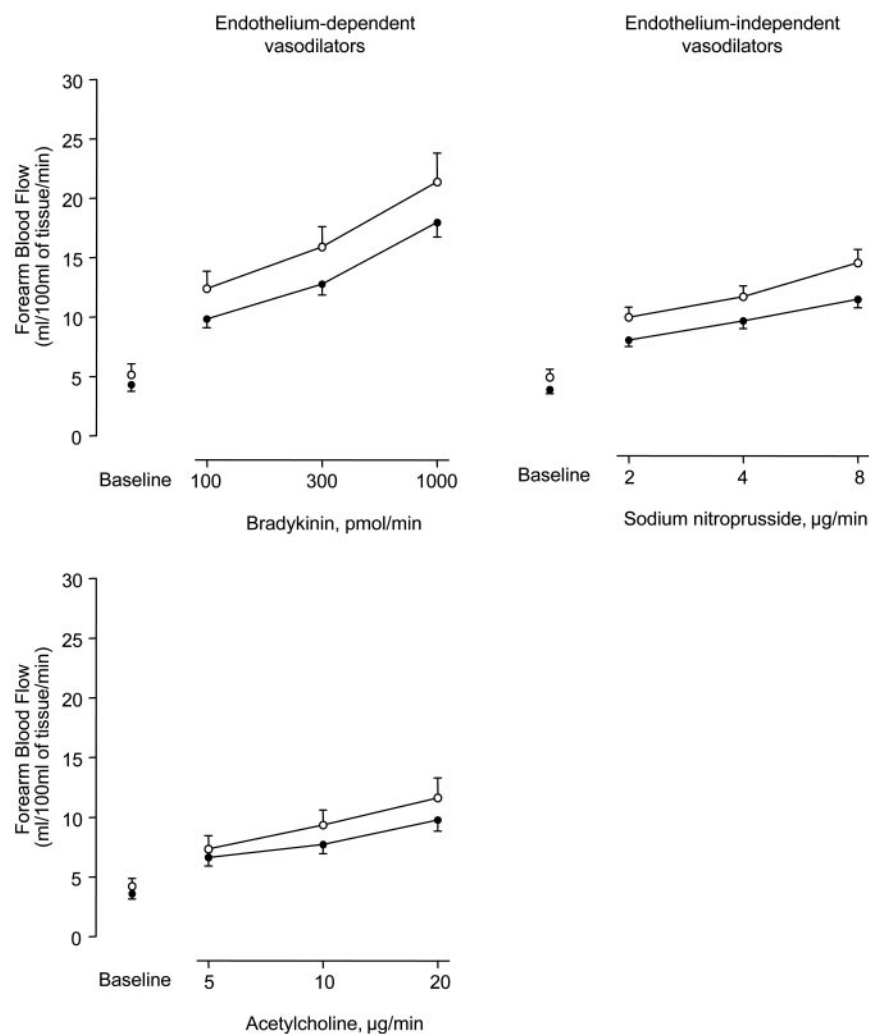 Endothelium-dependent
vasodilators
Endothelium-independent
vasodilators
Forearm Blood Flow
(ml/100ml of tissue/min)
30
25
20
15
10
5
0
Baseline
100
300
1000
Bradykinin, pmol/min
Baseline
2
4
8
Sodium nitroprusside, µg/min
Forearm Blood Flow
(ml/100ml of tissue/min)
30
25
20
15
10
5
0
Baseline
5
10
20
Acetylcholine, µg/min